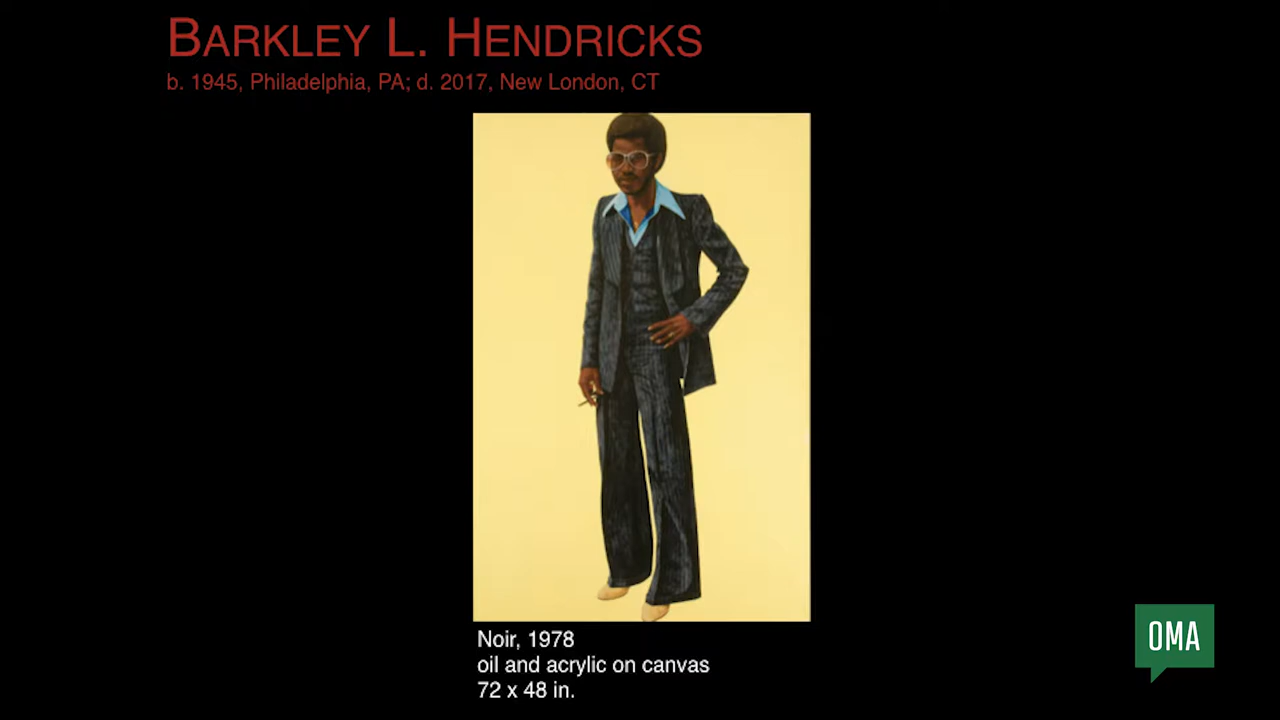 BARKLEY L. HENDRICKS
b. 1945, Philadelphia, PA; d. 2017, New London, CT
Noir, 1978
oil and acrylic on canvas
72 x 48 in.
OMA